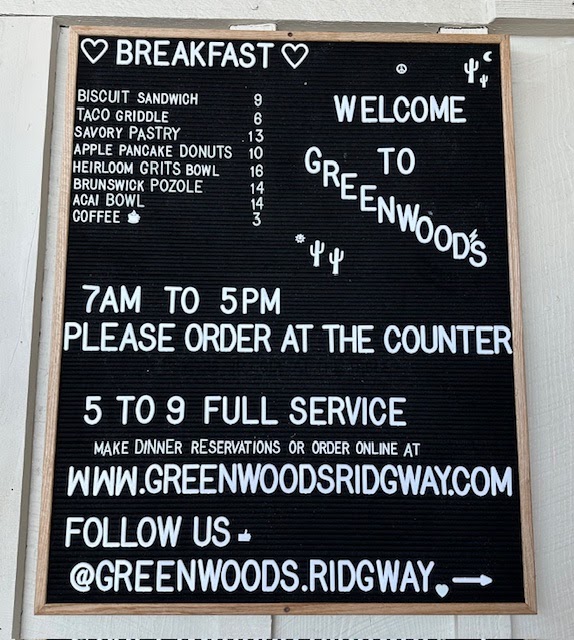 BREAKFAST
BISCUIT SANDWICH 9
TACO GRIDDLE 6
SAVORY PASTRY 13
APPLE PANCAKE DONUTS 10
HEIRLOOM GRITS BOWL 16
BRUNSWICK POZOLE 14
ACAI BOWL 14
COFFEE 3
WELCOME
TO
GREENWOOD'S
7AM TO 5PM
PLEASE ORDER AT THE COUNTER
5 TO 9 FULL SERVICE
MAKE DINNER RESERVATIONS OR ORDER ONLINE AT
WWW.GREENWOODSRIDGWAY.COM
FOLLOW US
@GREENWOODS.RIDGWAY